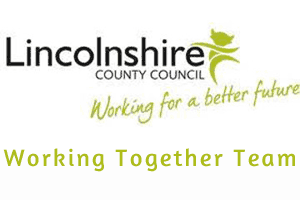 Lincolnshire
COUNTY COUNCIL
Working for a better future
Working Together Team